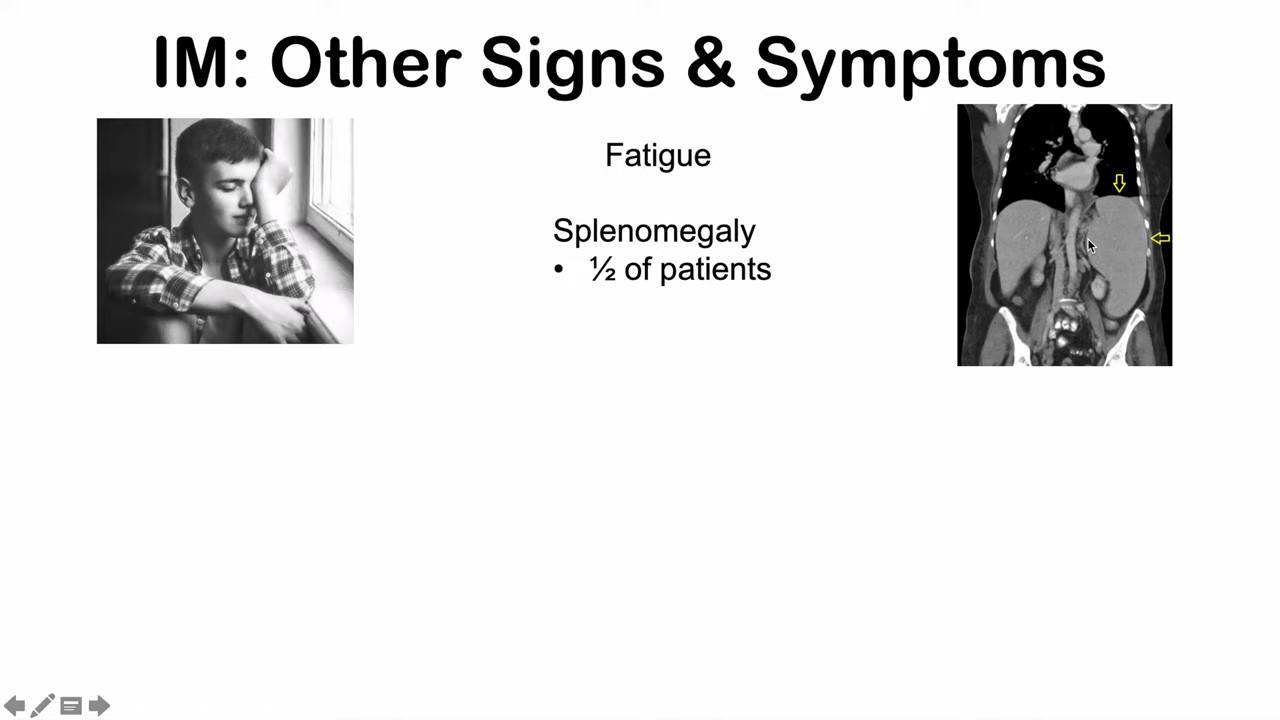 IM: Other Signs & Symptoms
Fatigue
Splenomegaly
• ½ of patients